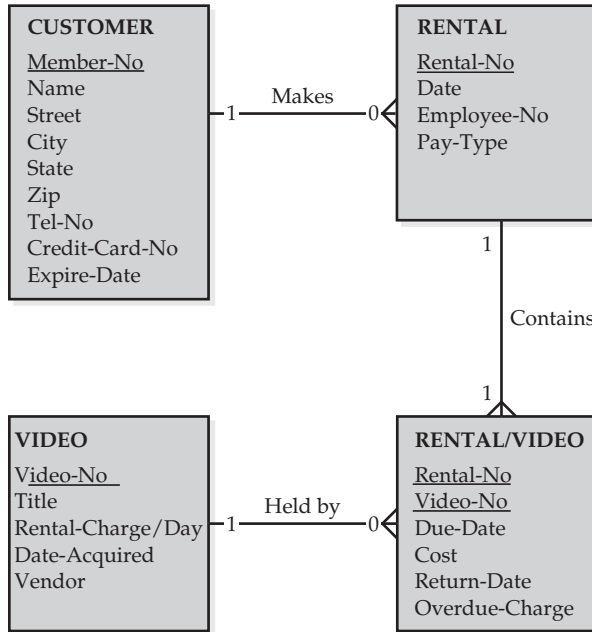 CUSTOMER
Member-No
Name
Street
City
State
Zip
Tel-No
Credit-Card-No
Expire-Date
1
Makes
0
RENTAL
Rental-No
Date
Employee-No
Pay-Type
1
Contains
1
VIDEO
Video-No
Title
Rental-Charge/Day
Date-Acquired
Vendor
1
Held by
0
RENTAL/VIDEO
Rental-No
Video-No
Due-Date
Cost
Return-Date
Overdue-Charge